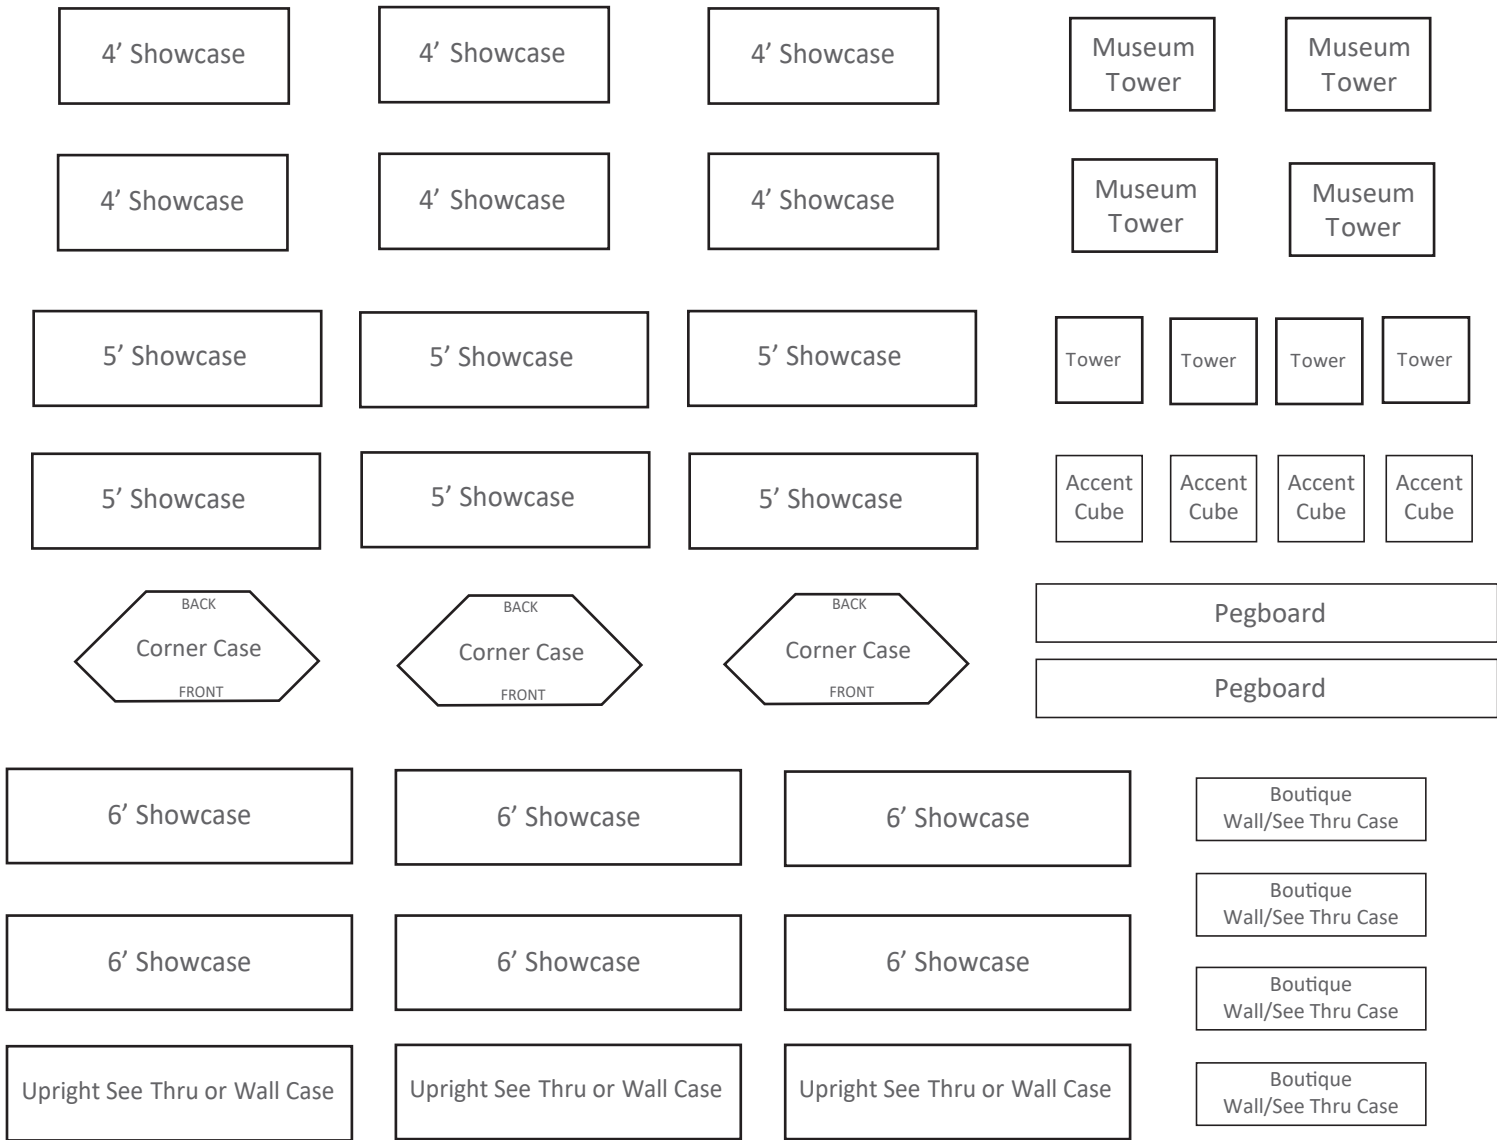 4’ Showcase
4’ Showcase
4’ Showcase
Museum
Tower
Museum
Tower
4’ Showcase
4’ Showcase
4’ Showcase
Museum
Tower
Museum
Tower
5’ Showcase
5’ Showcase
5’ Showcase
Tower
Tower
Tower
Tower
5’ Showcase
5’ Showcase
5’ Showcase
Accent
Cube
Accent
Cube
Accent
Cube
Accent
Cube
BACK
Corner Case
FRONT
BACK
Corner Case
FRONT
BACK
Corner Case
FRONT
Pegboard
Pegboard
6’ Showcase
6’ Showcase
6’ Showcase
Boutique
Wall/See Thru Case
Boutique
Wall/See Thru Case
6’ Showcase
6’ Showcase
6’ Showcase
Boutique
Wall/See Thru Case
Upright See Thru or Wall Case
Upright See Thru or Wall Case
Upright See Thru or Wall Case
Boutique
Wall/See Thru Case